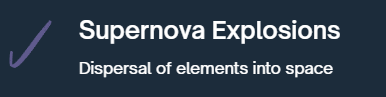 Supernova Explosions
Dispersal of elements into space